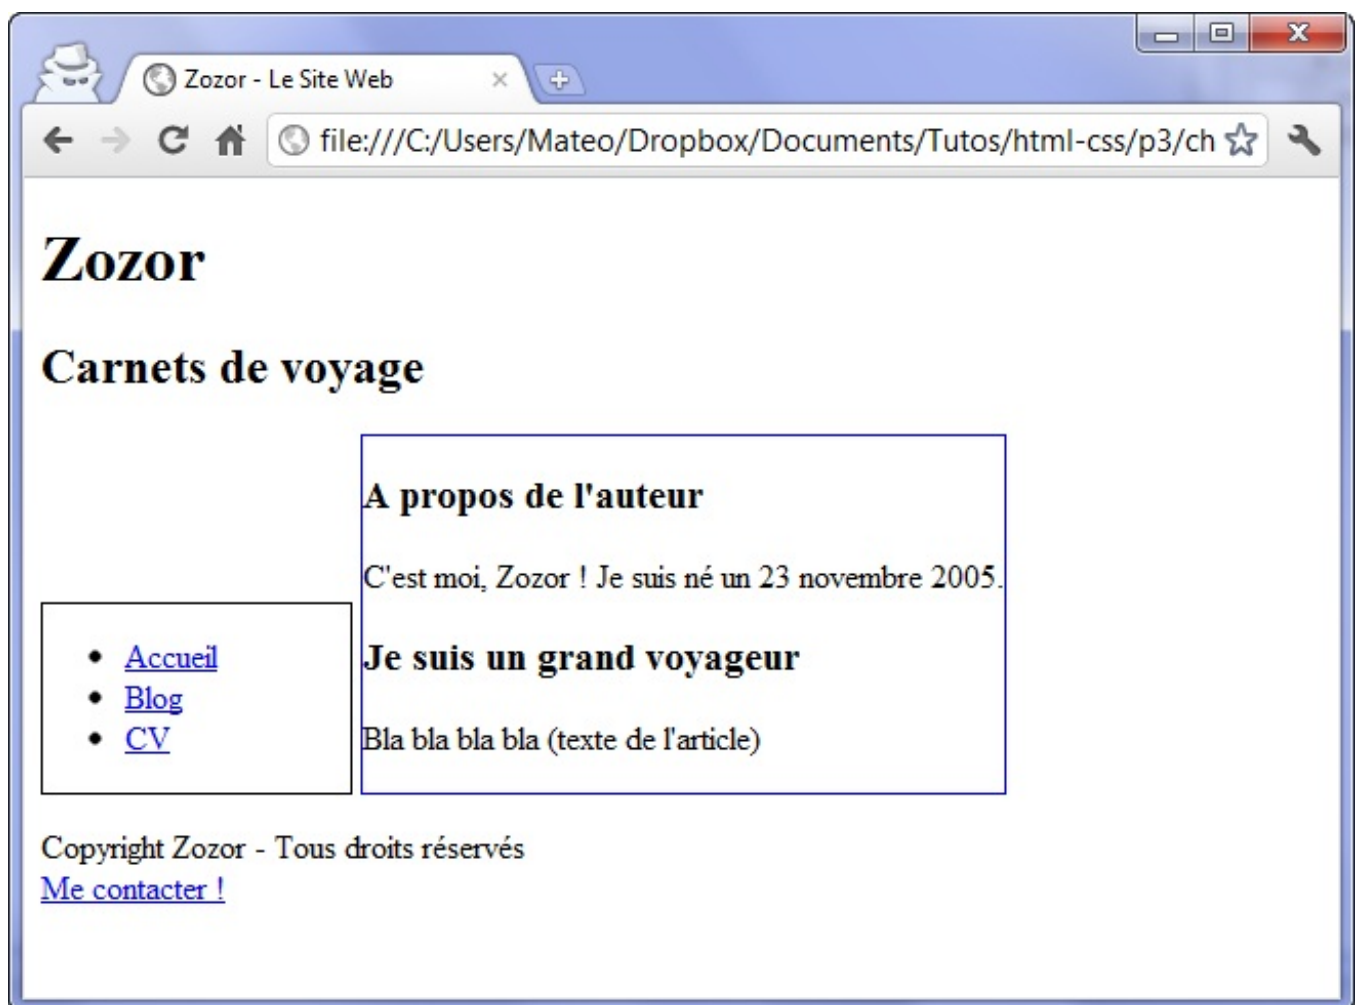 Zozor - Le Site Web
file:///C:/Users/Mateo/Dropbox/Documents/Tutos/html-css/p3/ch
Zozor
Carnets de voyage
Accueil
Blog
CV
A propos de l'auteur
C'est moi, Zozor ! Je suis né un 23 novembre 2005.
Je suis un grand voyageur
Bla bla bla bla (texte de l'article)
Copyright Zozor - Tous droits réservés
Me contacter !